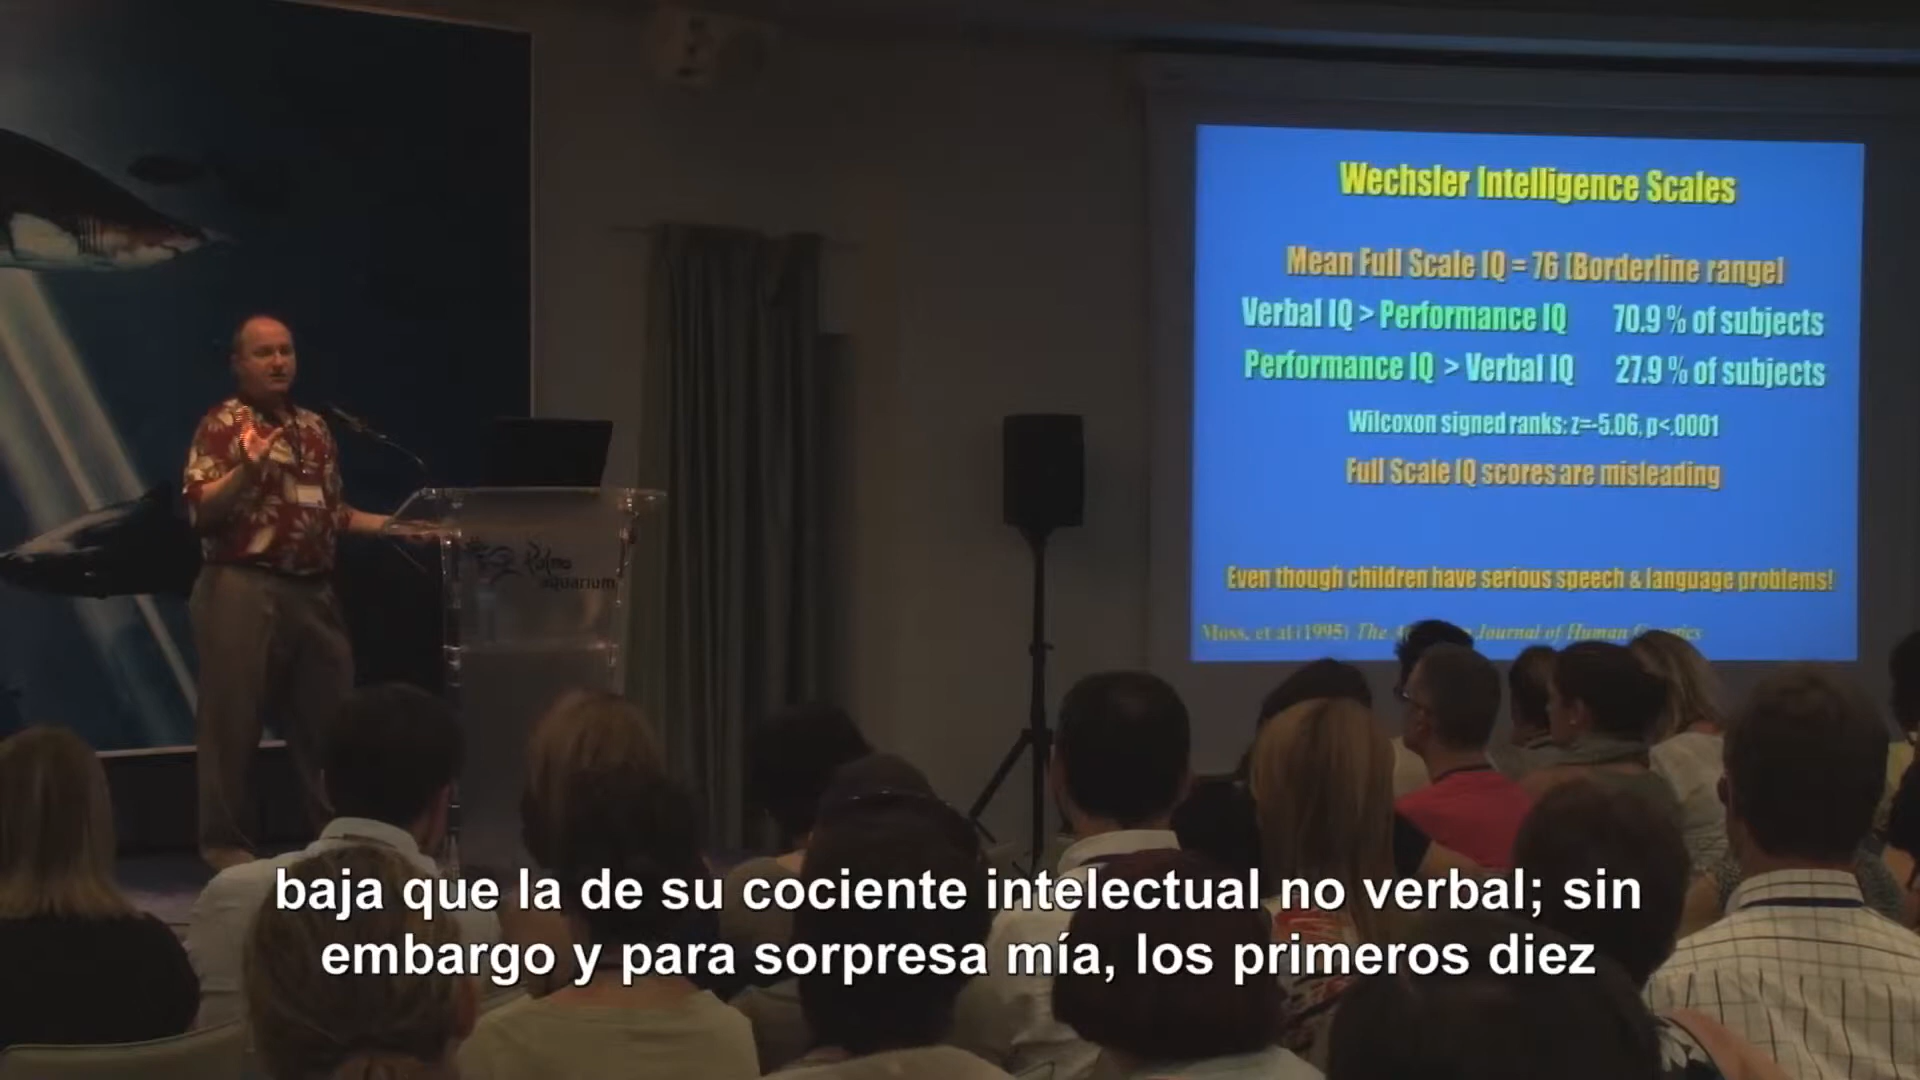 Wechsler Intelligence Scales
Mean Full Scale IQ = 76 (Borderline range)
Verbal IQ > Performance IQ 70.9 % of subjects
Performance IQ > Verbal IQ 27.9 % of subjects
Wilcoxon signed ranks: z=-5.06, p<.0001
Full Scale IQ scores are misleading
Even though children have serious speech & language problems!
Moss, et al (1995) The Journal of Human
Palma
aquarium
baja que la de su cociente intelectual no verbal; sin
embargo y para sorpresa mía, los primeros diez